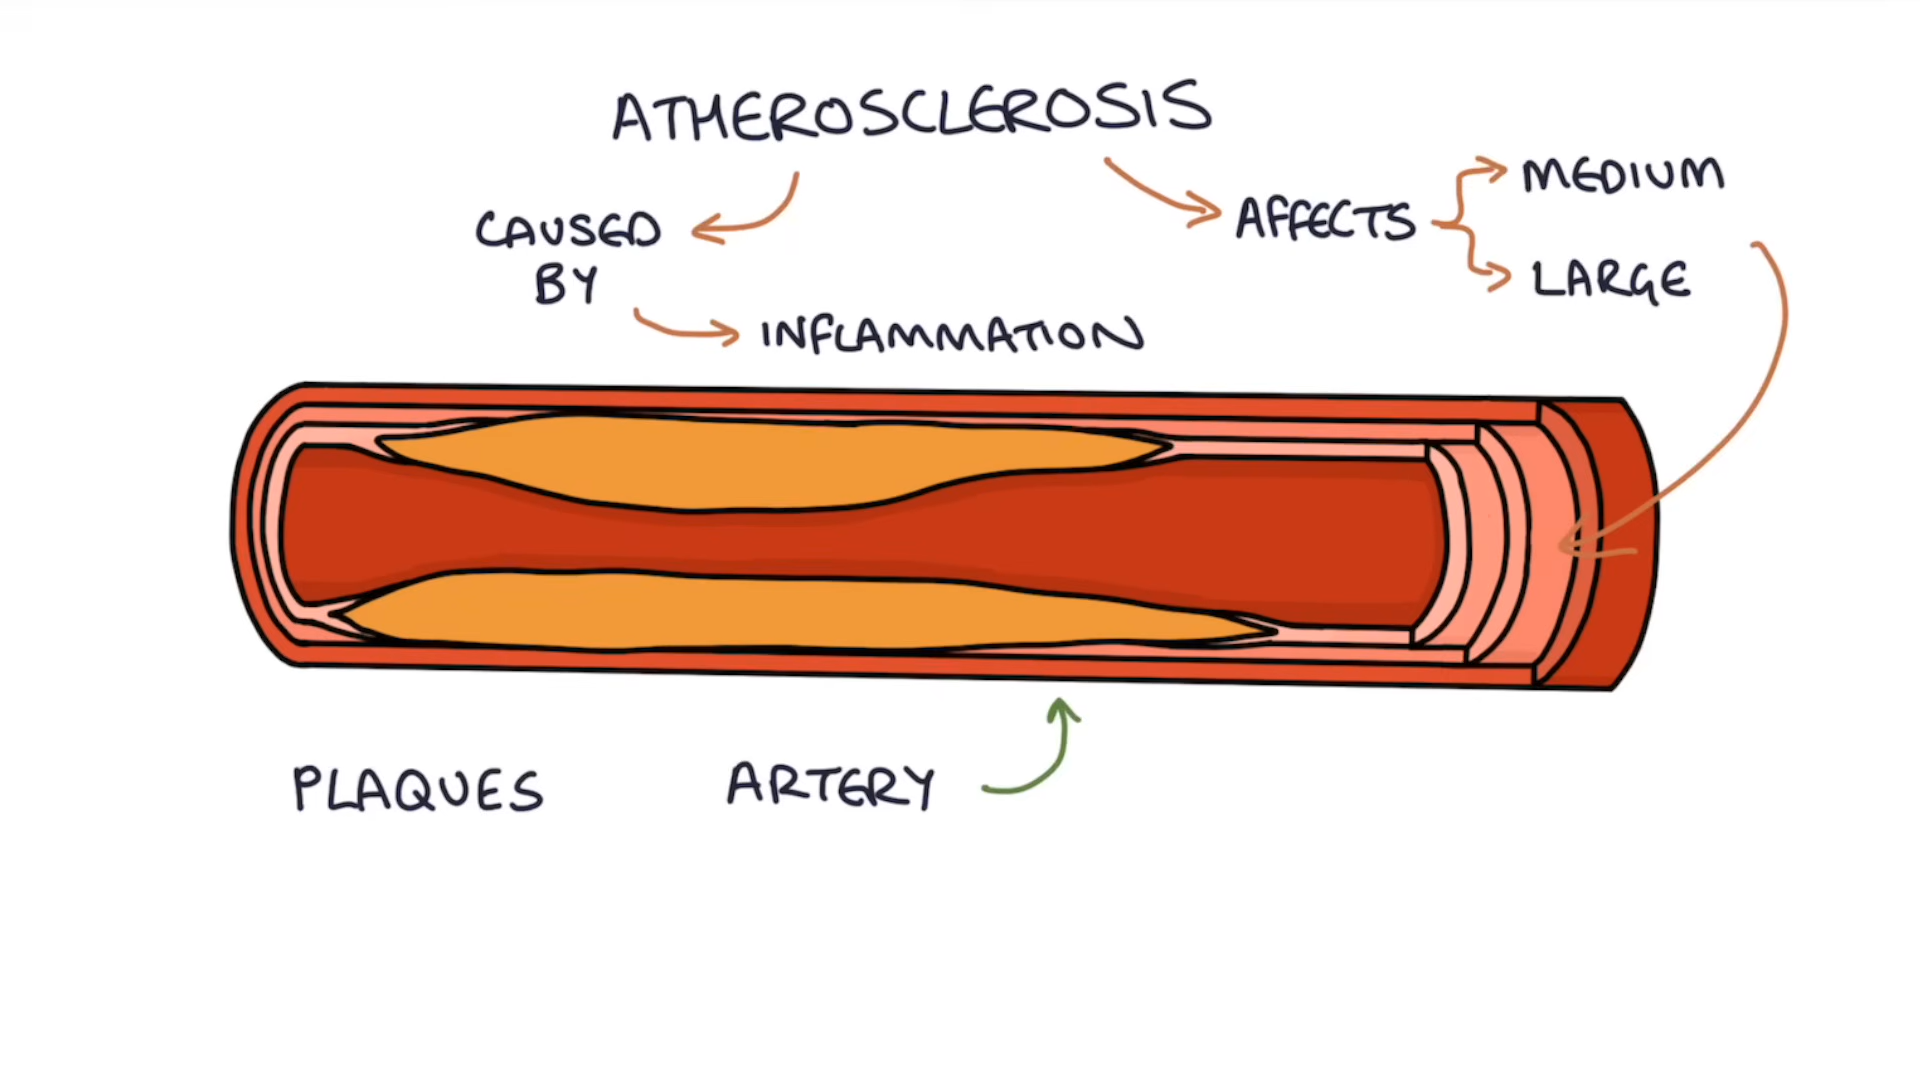 ATHEROSCLEROSIS
CAUSED
BY
INFLAMMATION
AFFECTS
MEDIUM
LARGE
PLAQUES
ARTERY